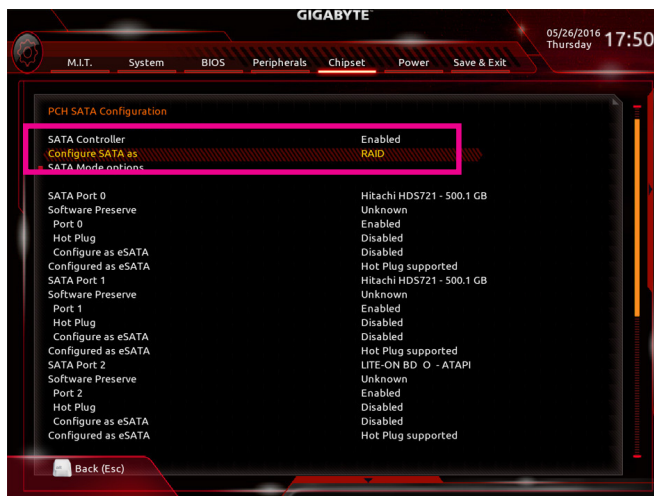 GIGABYTE™
05/26/2016
Thursday
17:50
M.I.T. System BIOS Peripherals Chipset Power Save & Exit
PCH SATA Configuration
SATA Controller Enabled
Configure SATA as RAID
SATA Mode options
SATA Port 0 Hitachi HDS721 - 500.1 GB
Software Preserve Unknown
Port 0 Enabled
Hot Plug Disabled
Configure as eSATA Disabled
Configured as eSATA Hot Plug supported
SATA Port 1 Hitachi HDS721 - 500.1 GB
Software Preserve Unknown
Port 1 Enabled
Hot Plug Disabled
Configure as eSATA Disabled
Configured as eSATA Hot Plug supported
SATA Port 2 LITE-ON BD O - ATAPI
Software Preserve Unknown
Port 2 Enabled
Hot Plug Disabled
Configure as eSATA Disabled
Configured as eSATA Hot Plug supported
Back (Esc)